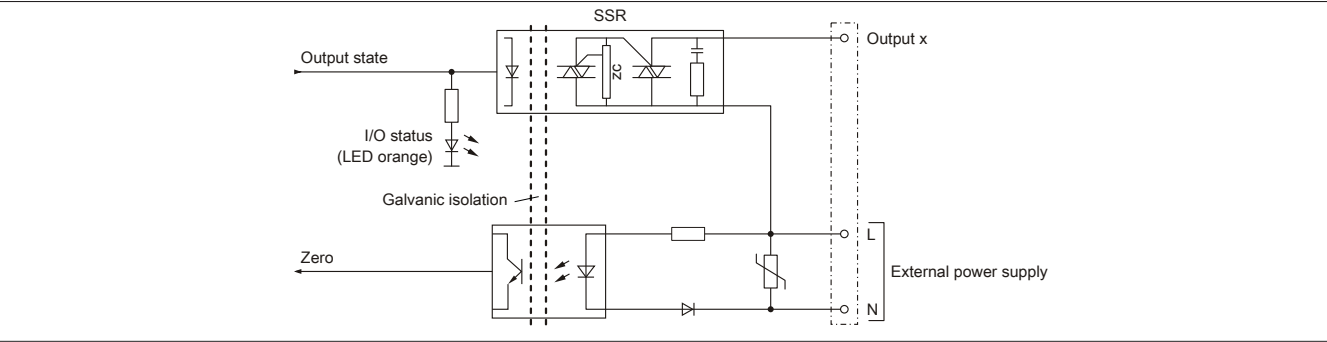 SSR
Output x
Output state
ZC
I/O status
(LED orange)
Galvanic isolation
L
Zero
External power supply
N